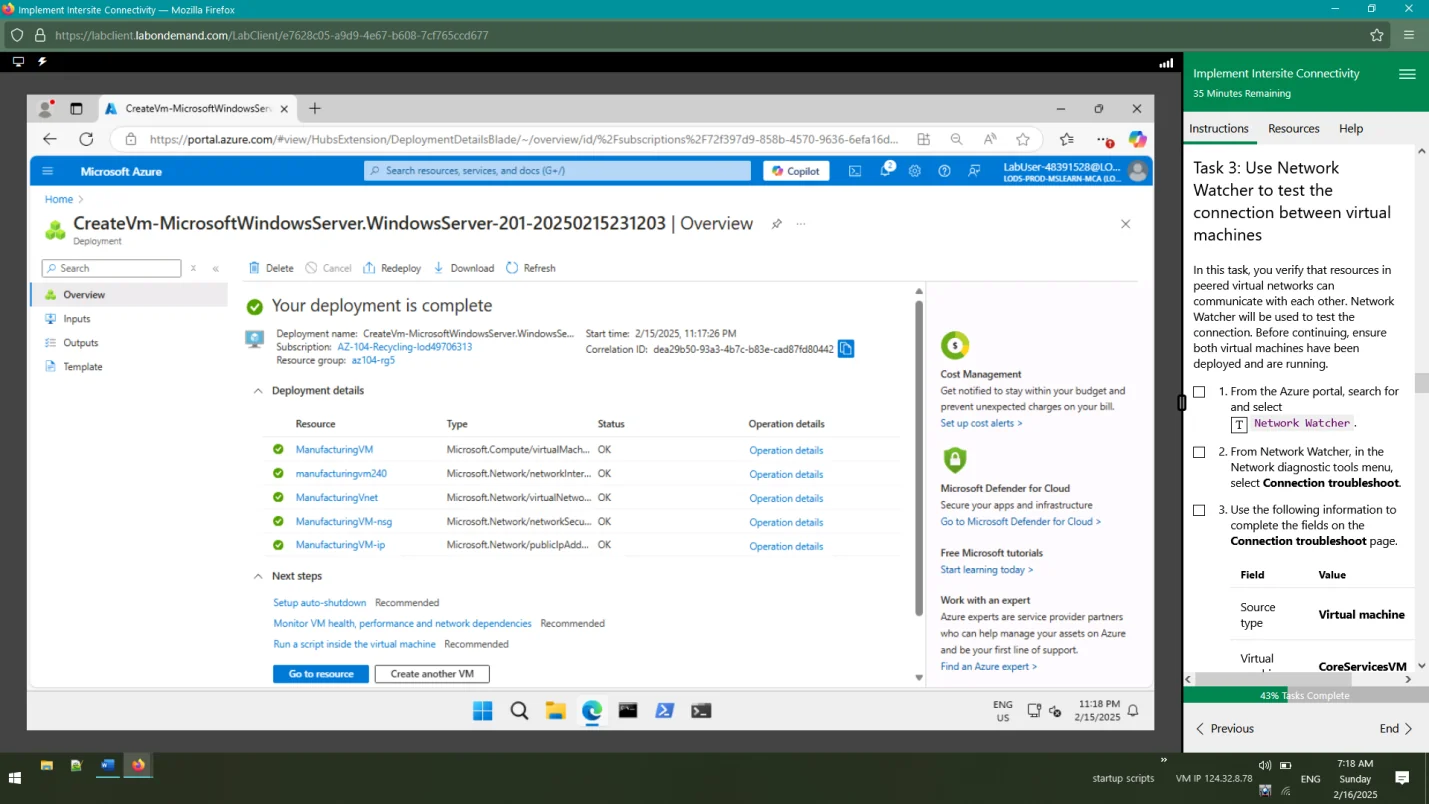 Implement Intersite Connectivity — Mozilla Firefox
https://labclient.labondemand.com/LabClient/e7628c05-a9d9-4e67-b608-7cf765ccd677
CreateVm-MicrosoftWindowsServ
https://portal.azure.com/#view/HubsExtension/DeploymentDetailsBlade/~/overview/id/%2Fsubscriptions%2F72f397d9-858b-4570-9636-6efa16d...
Microsoft Azure
Search resources, services, and docs (G+/)
Copilot
2
LabUser-48391528@LO...
LODS-PROD-MSLEARN-MCA (LO...
Home >
CreateVm-MicrosoftWindowsServer.WindowsServer-201-20250215231203 | Overview
Deployment
Search
Delete
Cancel
Redeploy
Download
Refresh
Overview
Inputs
Outputs
Template
Your deployment is complete
Deployment name: CreateVm-MicrosoftWindowsServer.WindowsSe...
Subscription: AZ-104-Recycling-lod49706313
Resource group: az104-rg5
Start time: 2/15/2025, 11:17:26 PM
Correlation ID: dea29b50-93a3-4b7c-b83e-cad87fd80442
Deployment details
Resource Type Status Operation details
ManufacturingVM Microsoft.Compute/virtualMach... OK Operation details
manufacturingvm240 Microsoft.Network/networkInter... OK Operation details
ManufacturingVnet Microsoft.Network/virtualNetwo... OK Operation details
ManufacturingVM-nsg Microsoft.Network/networkSecu... OK Operation details
ManufacturingVM-ip Microsoft.Network/publicIpAdd... OK Operation details
Next steps
Setup auto-shutdown Recommended
Monitor VM health, performance and network dependencies Recommended
Run a script inside the virtual machine Recommended
Go to resource
Create another VM
Cost Management
Get notified to stay within your budget and
prevent unexpected charges on your bill.
Set up cost alerts >
Microsoft Defender for Cloud
Secure your apps and infrastructure
Go to Microsoft Defender for Cloud >
Free Microsoft tutorials
Start learning today >
Work with an expert
Azure experts are service provider partners
who can help manage your assets on Azure
and be your first line of support.
Find an Azure expert >
ENG
US
11:18 PM
2/15/2025
Implement Intersite Connectivity
35 Minutes Remaining
Instructions
Resources
Help
Task 3: Use Network
Watcher to test the
connection between virtual
machines
In this task, you verify that resources in
peered virtual networks can
communicate with each other. Network
Watcher will be used to test the
connection. Before continuing, ensure
both virtual machines have been
deployed and are running.
1. From the Azure portal, search for
and select
T Network Watcher .
2. From Network Watcher, in the
Network diagnostic tools menu,
select Connection troubleshoot.
3. Use the following information to
complete the fields on the
Connection troubleshoot page.
Field Value
Source
type
Virtual machine
Virtual
CoreServicesVM
43% Tasks Complete
Previous
End
startup scripts
VM IP 124.32.8.78
ENG
7:18 AM
Sunday
2/16/2025